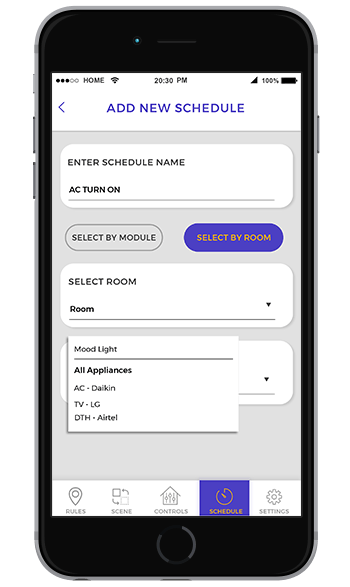 HOME 20:30 PM 100%
ADD NEW SCHEDULE
ENTER SCHEDULE NAME
AC TURN ON
SELECT BY MODULE SELECT BY ROOM
SELECT ROOM
Room
Mood Light
All Appliances
AC - Daikin
TV - LG
DTH - Airtel
RULES SCENE CONTROLS SCHEDULE SETTINGS